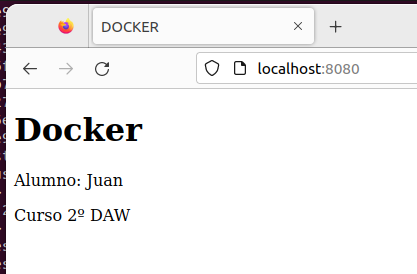 DOCKER
localhost:8080
Docker
Alumno: Juan
Curso 2º DAW